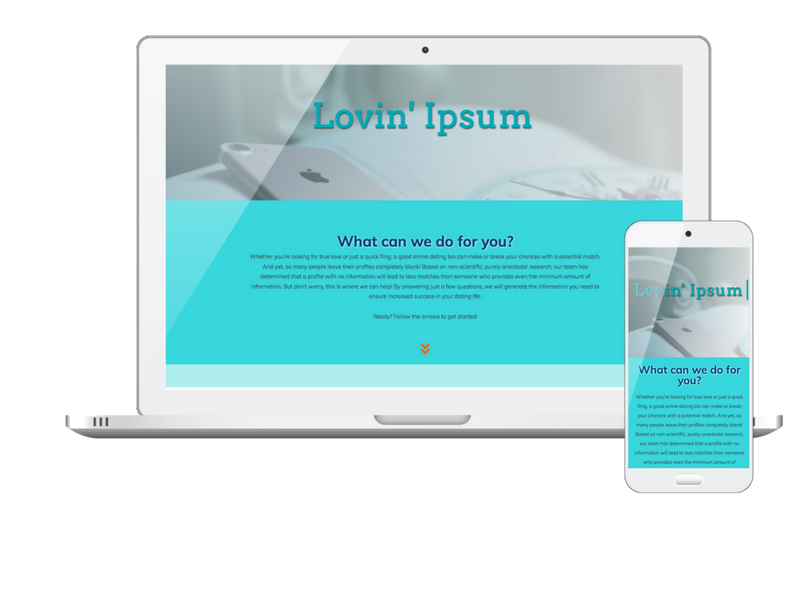 Lovin' Ipsum
What can we do for you?
Whether you're looking for true love or just a quick fling, a good online dating bio can make or break your chances with a potential match.
And yet, so many people leave their profiles completely blank! Based on non-scientific, purely anectodal research, our team has
determined that a profile with no information will lead to less matches than someone who provides even the minimum amount of
information. But don't worry, this is where we can help! By answering just a few questions, we will generate the information you need to
ensure increased success in your dating life.
Ready? Follow the arrows to get started!
Lovin' Ipsum
What can we do for
you?
Whether you're looking for true love or just a quick
fling, a good online dating bio can make or break
your chances with a potential match. And yet, so
many people leave their profiles completely blank!
Based on non-scientific, purely anectodal research,
our team has determined that a profile with no
information will lead to less matches than someone
who provides even the minimum amount of